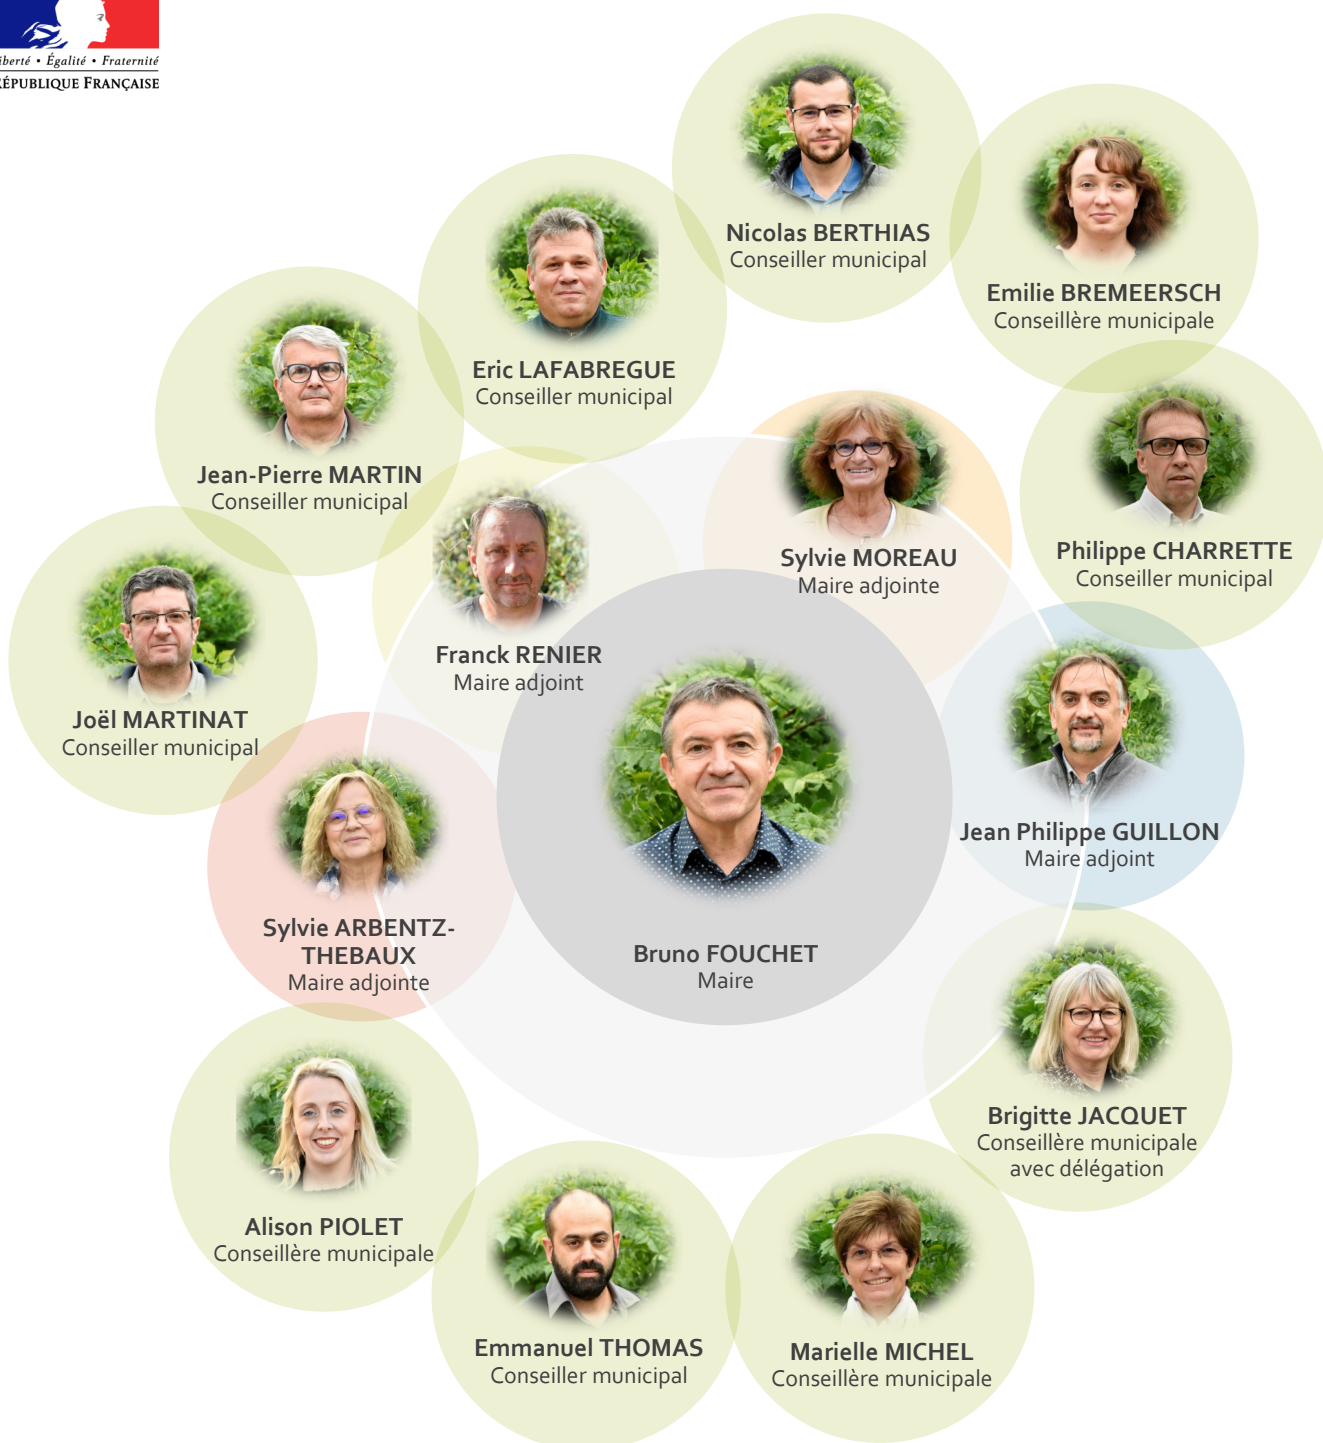 Liberté • Égalité • Fraternité
RÉPUBLIQUE FRANÇAISE
Nicolas BERTHIAS
Conseiller municipal
Emilie BREMEERSCH
Conseillère municipale
Eric LAFABREGUE
Conseiller municipal
Jean-Pierre MARTIN
Conseiller municipal
Sylvie MOREAU
Maire adjointe
Philippe CHARRETTE
Conseiller municipal
Franck RENIER
Maire adjoint
Joël MARTINAT
Conseiller municipal
Jean Philippe GUILLON
Maire adjoint
Sylvie ARBENTZ-
THEBAUX
Maire adjointe
Bruno FOUCHET
Maire
Brigitte JACQUET
Conseillère municipale
avec délégation
Alison PIOLET
Conseillère municipale
Emmanuel THOMAS
Conseiller municipal
Marielle MICHEL
Conseillère municipale